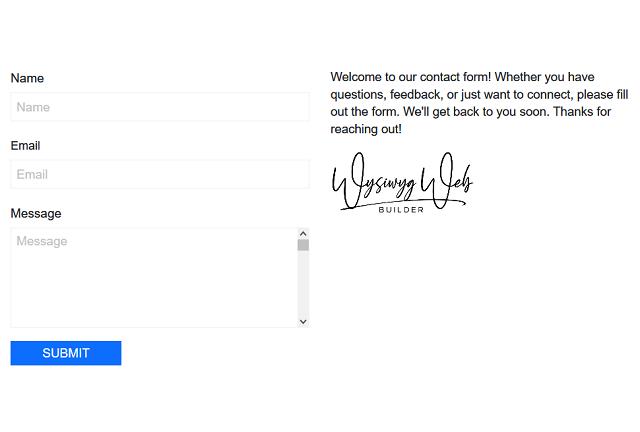 Name
Name
Email
Email
Message
Message
SUBMIT
Welcome to our contact form! Whether you have
questions, feedback, or just want to connect, please fill
out the form. We'll get back to you soon. Thanks for
reaching out!
Wysiwyg Web
BUILDER